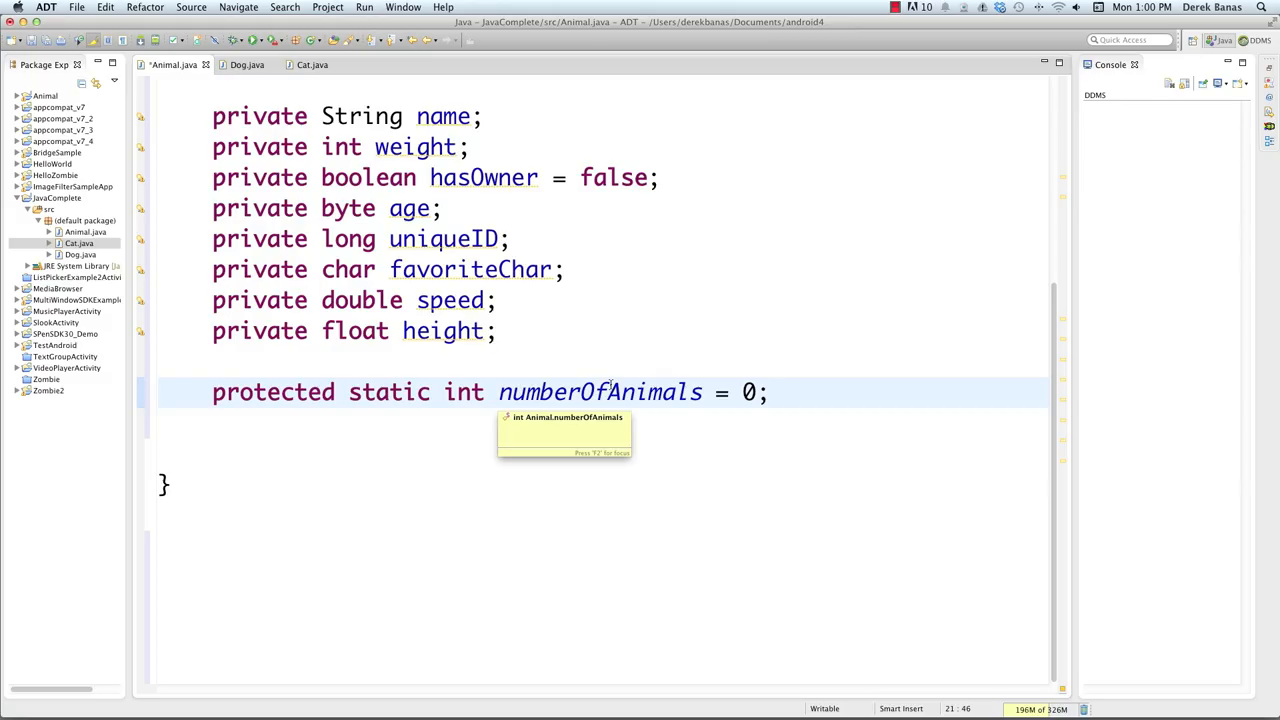 ADT File Edit Refactor Source Navigate Search Project Run Window Help 10 Mon 1:00 PM Derek Banas
Java – JavaComplete/src/Animal.java – ADT – /Users/derekbanas/Documents/android4
Quick Access Java DDMS
Package Exp
*Animal.java Dog.java Cat.java
Console
DDMS
Animal
appcompat_v7
appcompat_v7_2
appcompat_v7_3
appcompat_v7_4
BridgeSample
HelloWorld
HelloZombie
ImageFilterSampleApp
JavaComplete
src
(default package)
Animal.java
Cat.java
Dog.java
JRE System Library [Ja
ListPickerExample2Activi
MediaBrowser
MultiWindowSDKExample
MusicPlayerActivity
SlookActivity
SPenSDK30_Demo
TestAndroid
TextGroupActivity
VideoPlayerActivity
Zombie
Zombie2
private String name;
private int weight;
private boolean hasOwner = false;
private byte age;
private long uniqueID;
private char favoriteChar;
private double speed;
private float height;
protected static int numberOfAnimals = 0;
int Animal.numberOfAnimals
Press 'F2' for focus
}
Writable Smart Insert 21 : 46 196M of 326M